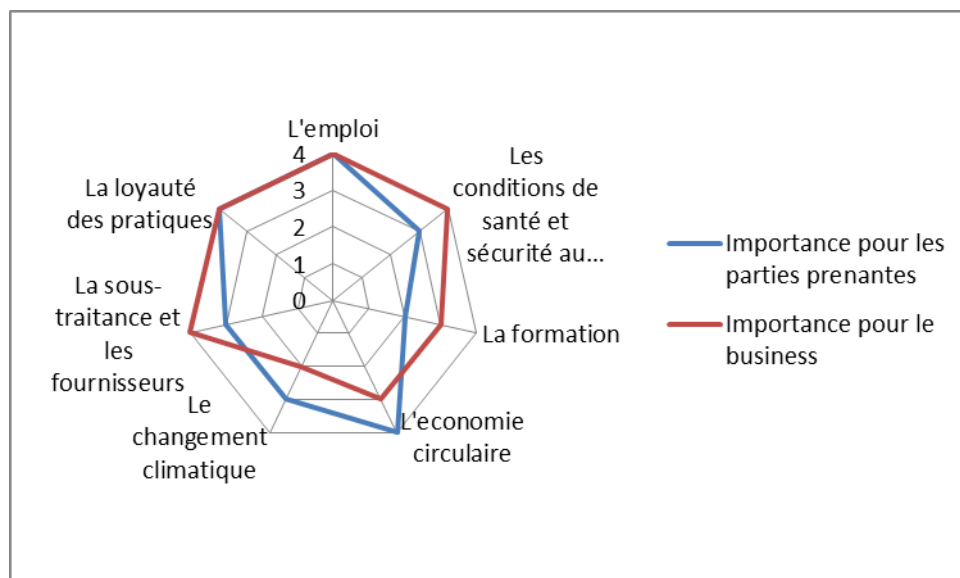 L'emploi
4
3
2
1
0
Les
conditions de
santé et
sécurité au...
La formation
L'economie
circulaire
Le
changement
climatique
La sous-
traitance et
les
fournisseurs
La loyauté
des pratiques
Importance pour les
parties prenantes
Importance pour le
business